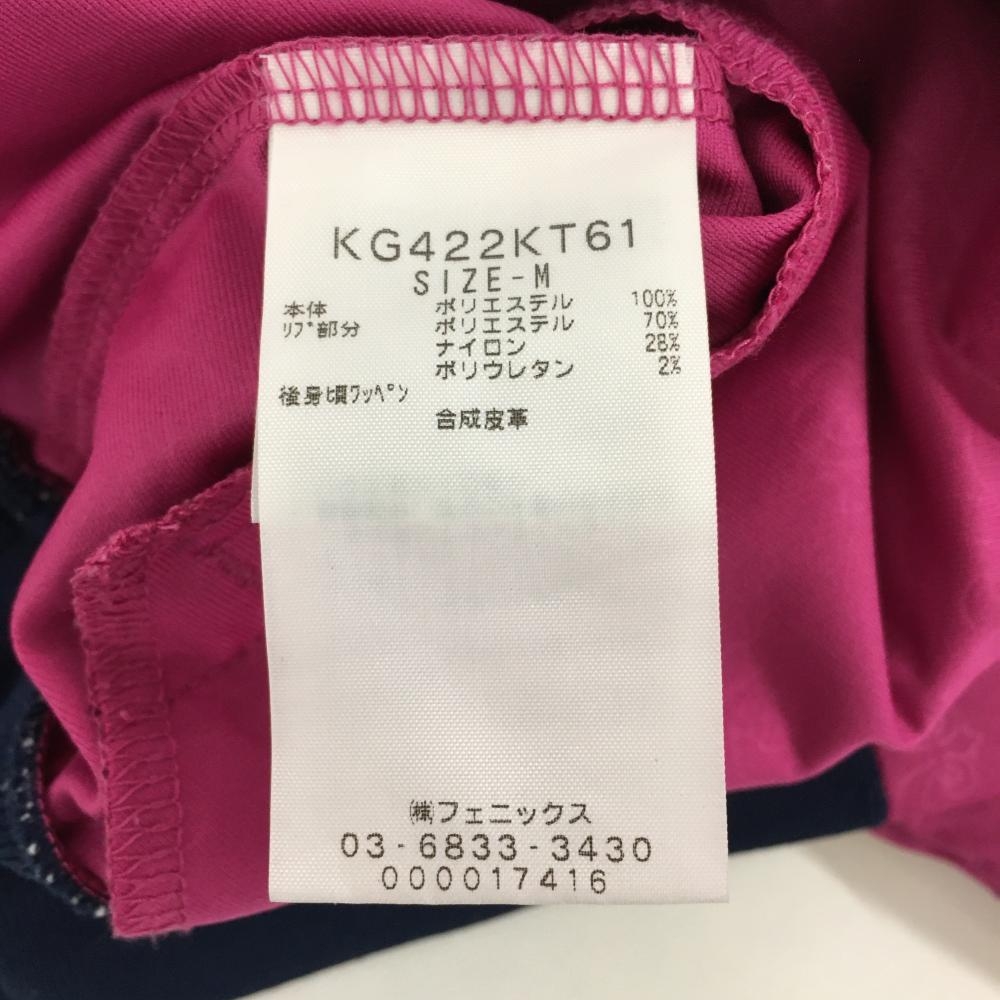 KG422KT61
SIZE-M
本体 ポリエステル 100%
ﾘﾌﾞ部分 ポリエステル 70%
ナイロン 28%
ポリウレタン 2%
後身頃ﾜｯﾍﾟﾝ
合成皮革
㈱フェニックス
03-6833-3430
000017416